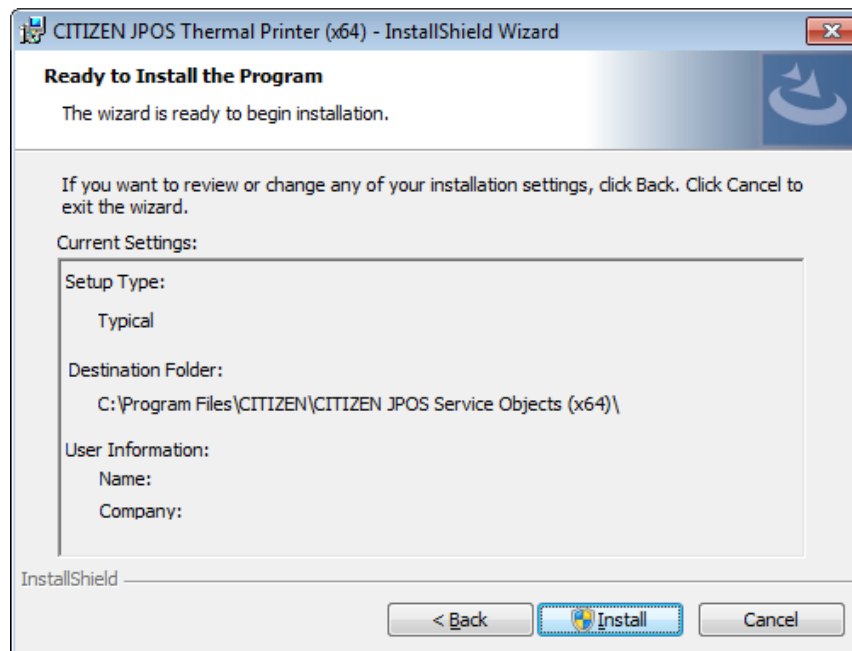 CITIZEN JPOS Thermal Printer (x64) - InstallShield Wizard
Ready to Install the Program
The wizard is ready to begin installation.
If you want to review or change any of your installation settings, click Back. Click Cancel to
exit the wizard.
Current Settings:
Setup Type:
Typical
Destination Folder:
C:\Program Files\CITIZEN\CITIZEN JPOS Service Objects (x64)\
User Information:
Name:
Company:
InstallShield
< Back
Install
Cancel